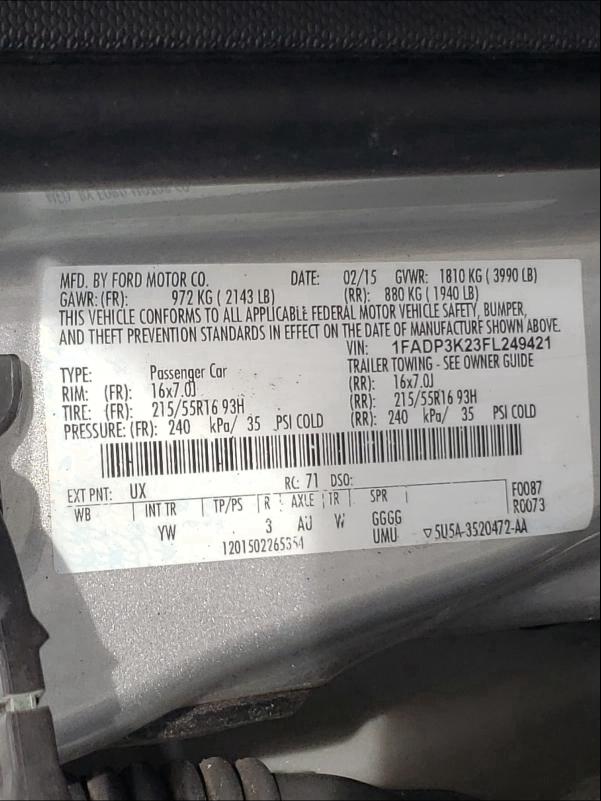 MFD. BY FORD MOTOR CO. DATE: 02/15 GVWR: 1810 KG ( 3990 LB)
GAWR:(FR): 972 KG ( 2143 LB) (RR): 880 KG ( 1940 LB)
THIS VEHICLE CONFORMS TO ALL APPLICABLE FEDERAL MOTOR VEHICLE SAFETY, BUMPER,
AND THEFT PREVENTION STANDARDS IN EFFECT ON THE DATE OF MANUFACTURE SHOWN ABOVE.
VIN: 1FADP3K23FL249421
TYPE: Passenger Car TRAILER TOWING - SEE OWNER GUIDE
RIM: (FR): 16x7.0J (RR): 16x7.0J
TIRE: (FR): 215/55R16 93H (RR): 215/55R16 93H
PRESSURE: (FR): 240 kPa/ 35 PSI COLD (RR): 240 kPa/ 35 PSI COLD
EXT PNT: UX RC: 71 DSO:
WB INT TR TP/PS R AXLE TR SPR F0087
YW 3 AU W GGGG R0073
UMU ▽5U5A-3520472-AA